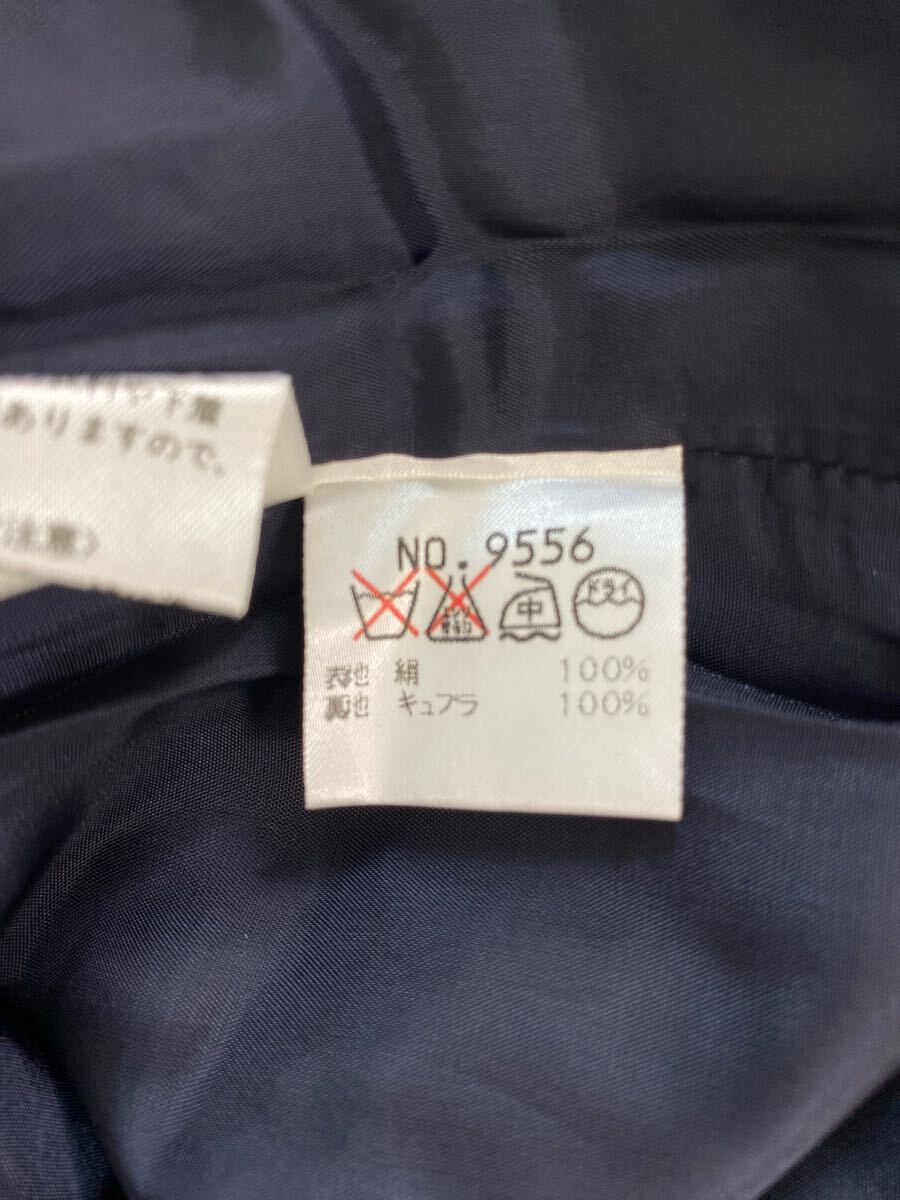 ありますので、
注意〉
NO.9556
中 ドライ
表地 絹 100%
裏地 キュプラ 100%